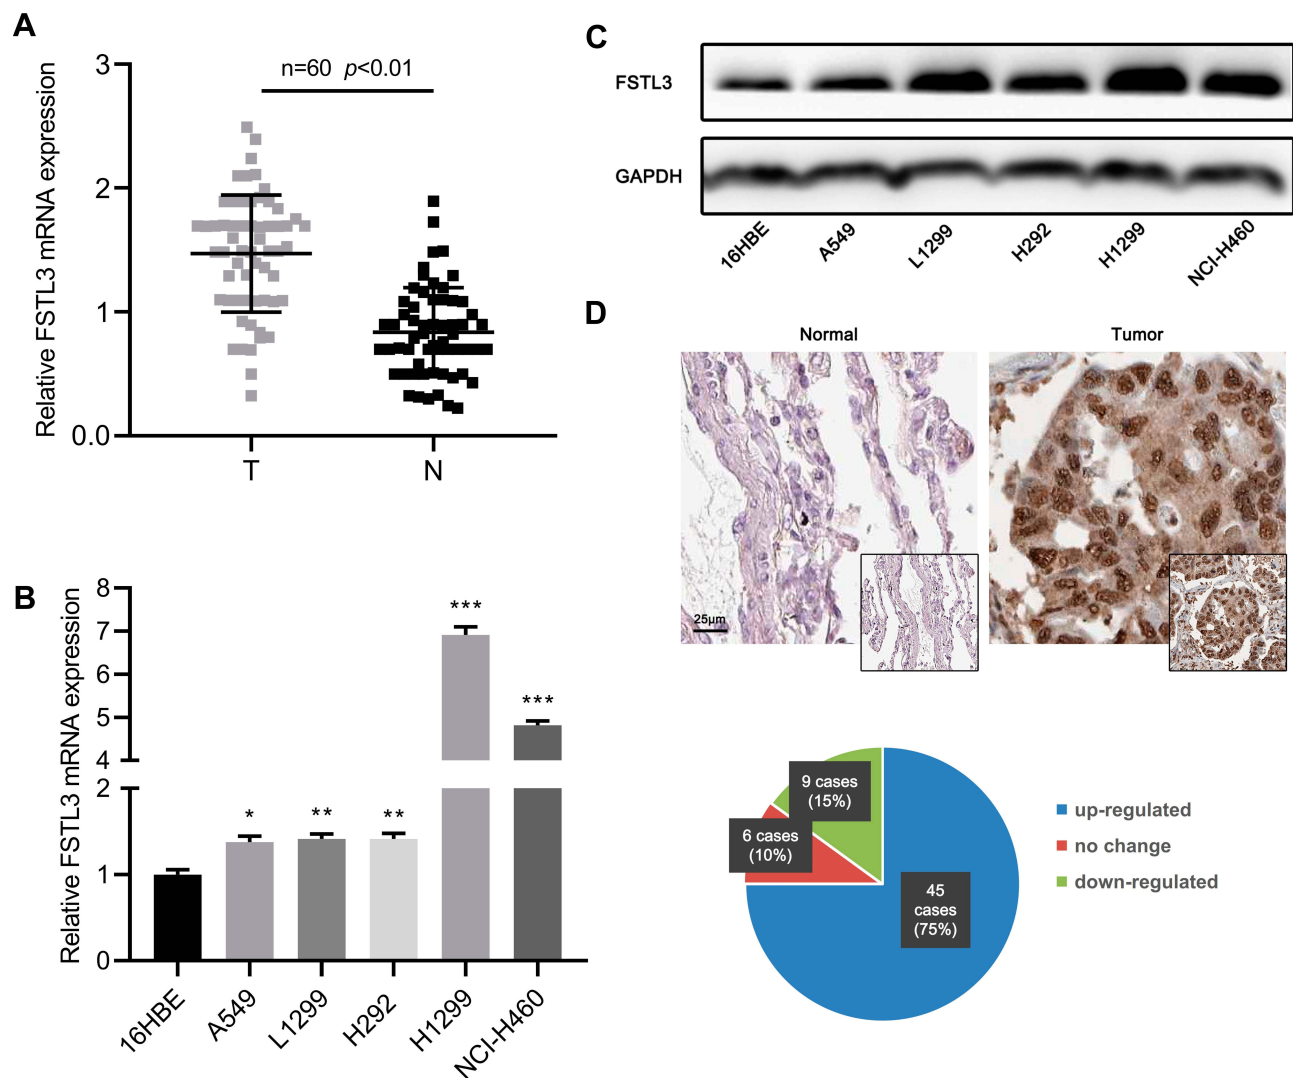 A
Relative FSTL3 mRNA expression
3
2
1
0.0
n=60 p<0.01
T
N
B
Relative FSTL3 mRNA expression
8
7
6
5
4
2
1
0
*
**
**
***
***
16HBE
A549
L1299
H292
H1299
NCI-H460
C
FSTL3
GAPDH
16HBE
A549
L1299
H292
H1299
NCI-H460
D
Normal
Tumor
25μm
9 cases
(15%)
6 cases
(10%)
45
cases
(75%)
up-regulated
no change
down-regulated